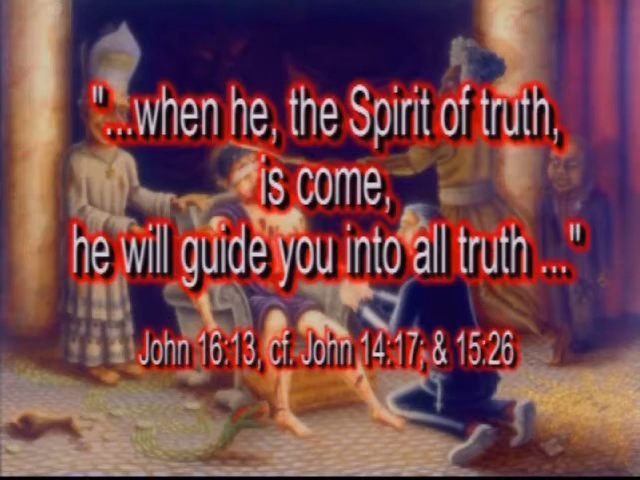 "...when he, the Spirit of truth,
is come,
he will guide you into all truth ..."
John 16:13, cf. John 14:17; & 15:26